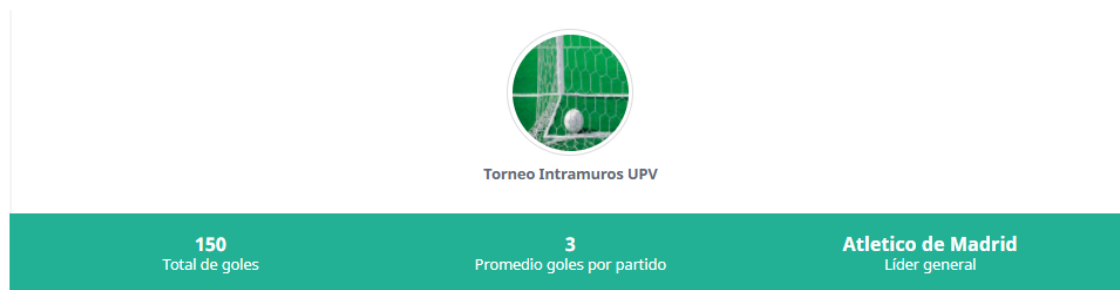 Torneo Intramuros UPV
150
Total de goles
3
Promedio goles por partido
Atletico de Madrid
Líder general